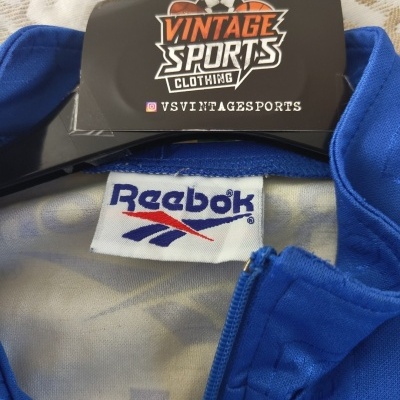 VINTAGE
SPORTS
CLOTHING
VSVINTAGESPORTS
Reebok®
®